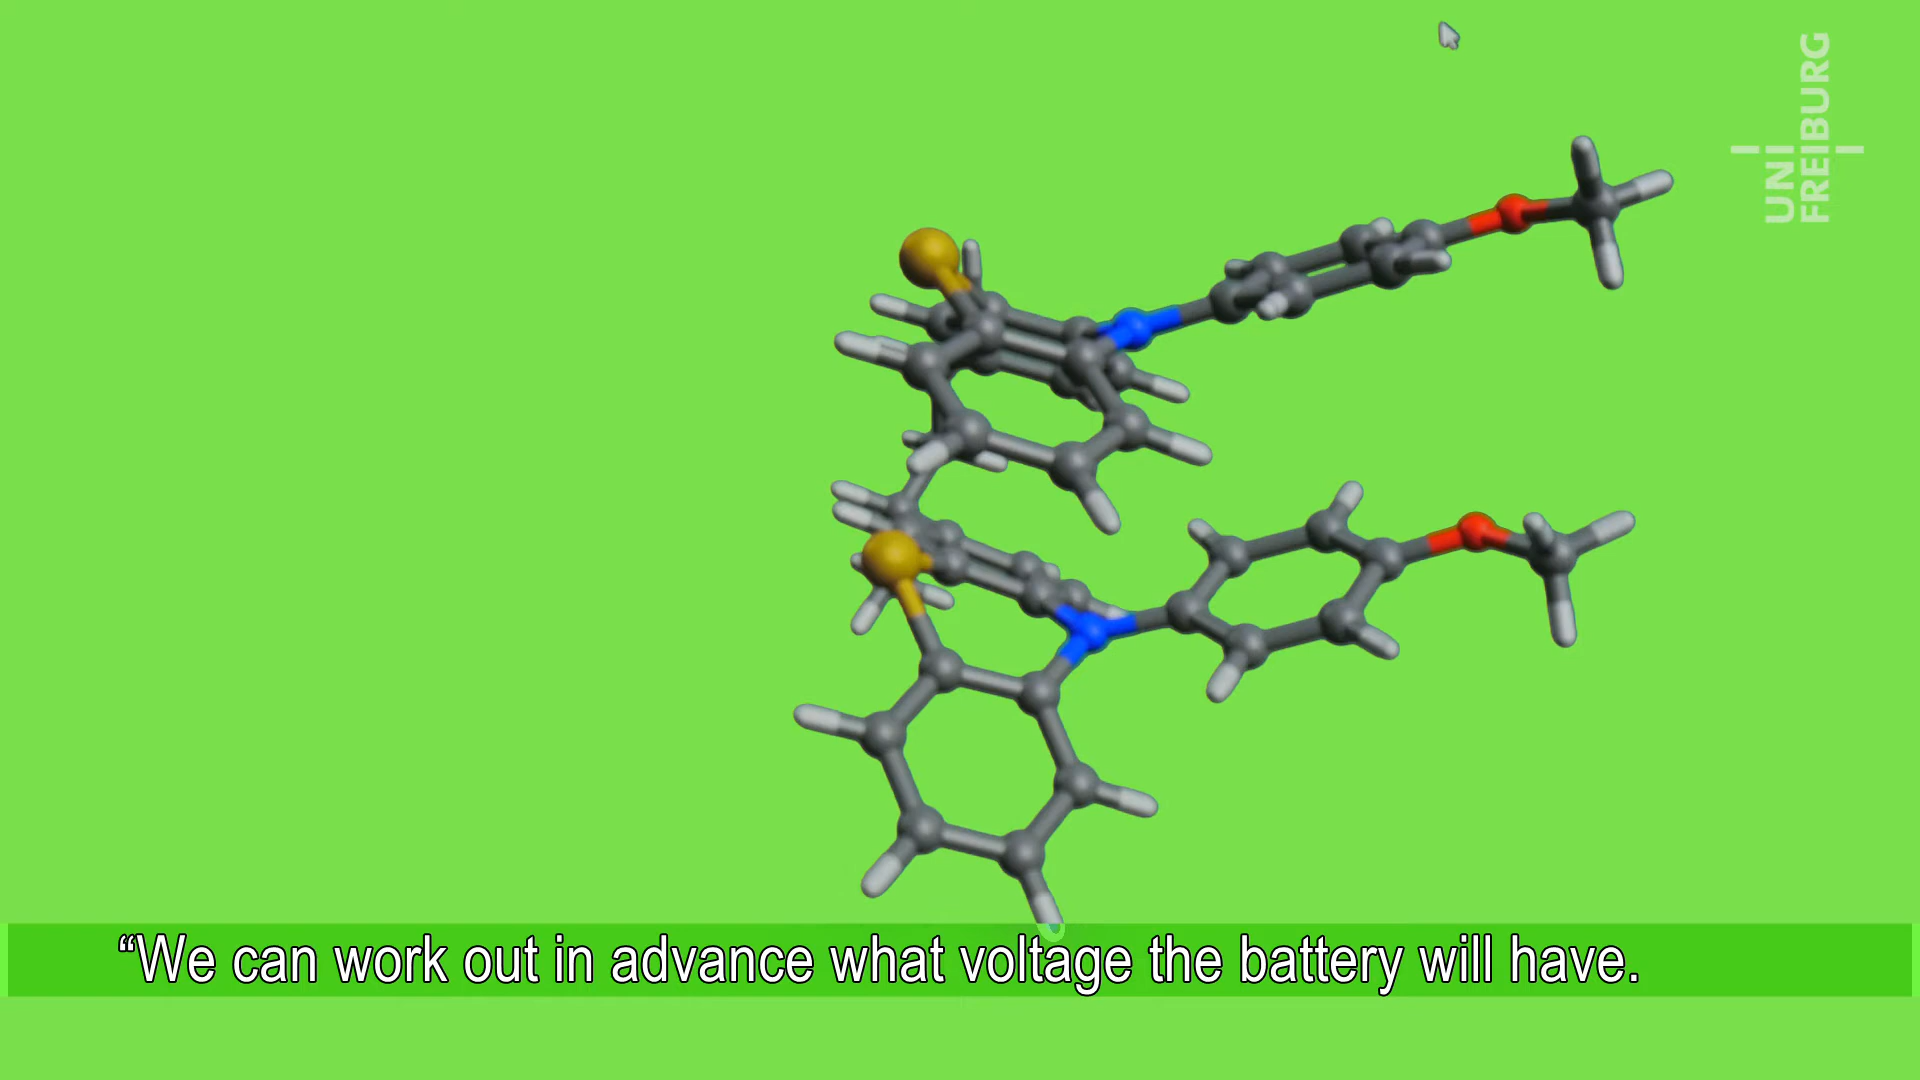 UNI
FREIBURG
“We can work out in advance what voltage the battery will have.